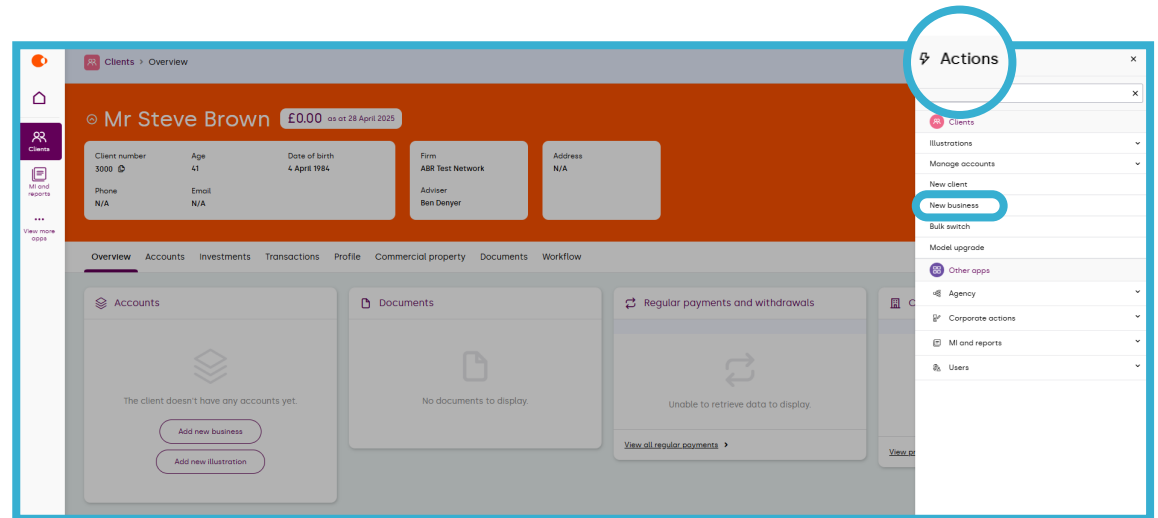 Clients > Overview
Actions
Clients
MI and
reports
View more
apps
Mr Steve Brown £0.00 as at 28 April 2025
Client number Age Date of birth
3000 41 4 April 1984
Phone Email
N/A N/A
Firm
ABR Test Network
Adviser
Ben Denyer
Address
N/A
Overview Accounts Investments Transactions Profile Commercial property Documents Workflow
Accounts
The client doesn't have any accounts yet.
Add new business
Add new illustration
Documents
No documents to display.
Regular payments and withdrawals
Unable to retrieve data to display.
View all regular payments >
C
View pr
Clients
Illustrations
Manage accounts
New client
New business
Bulk switch
Model upgrade
Other apps
Agency
Corporate actions
MI and reports
Users